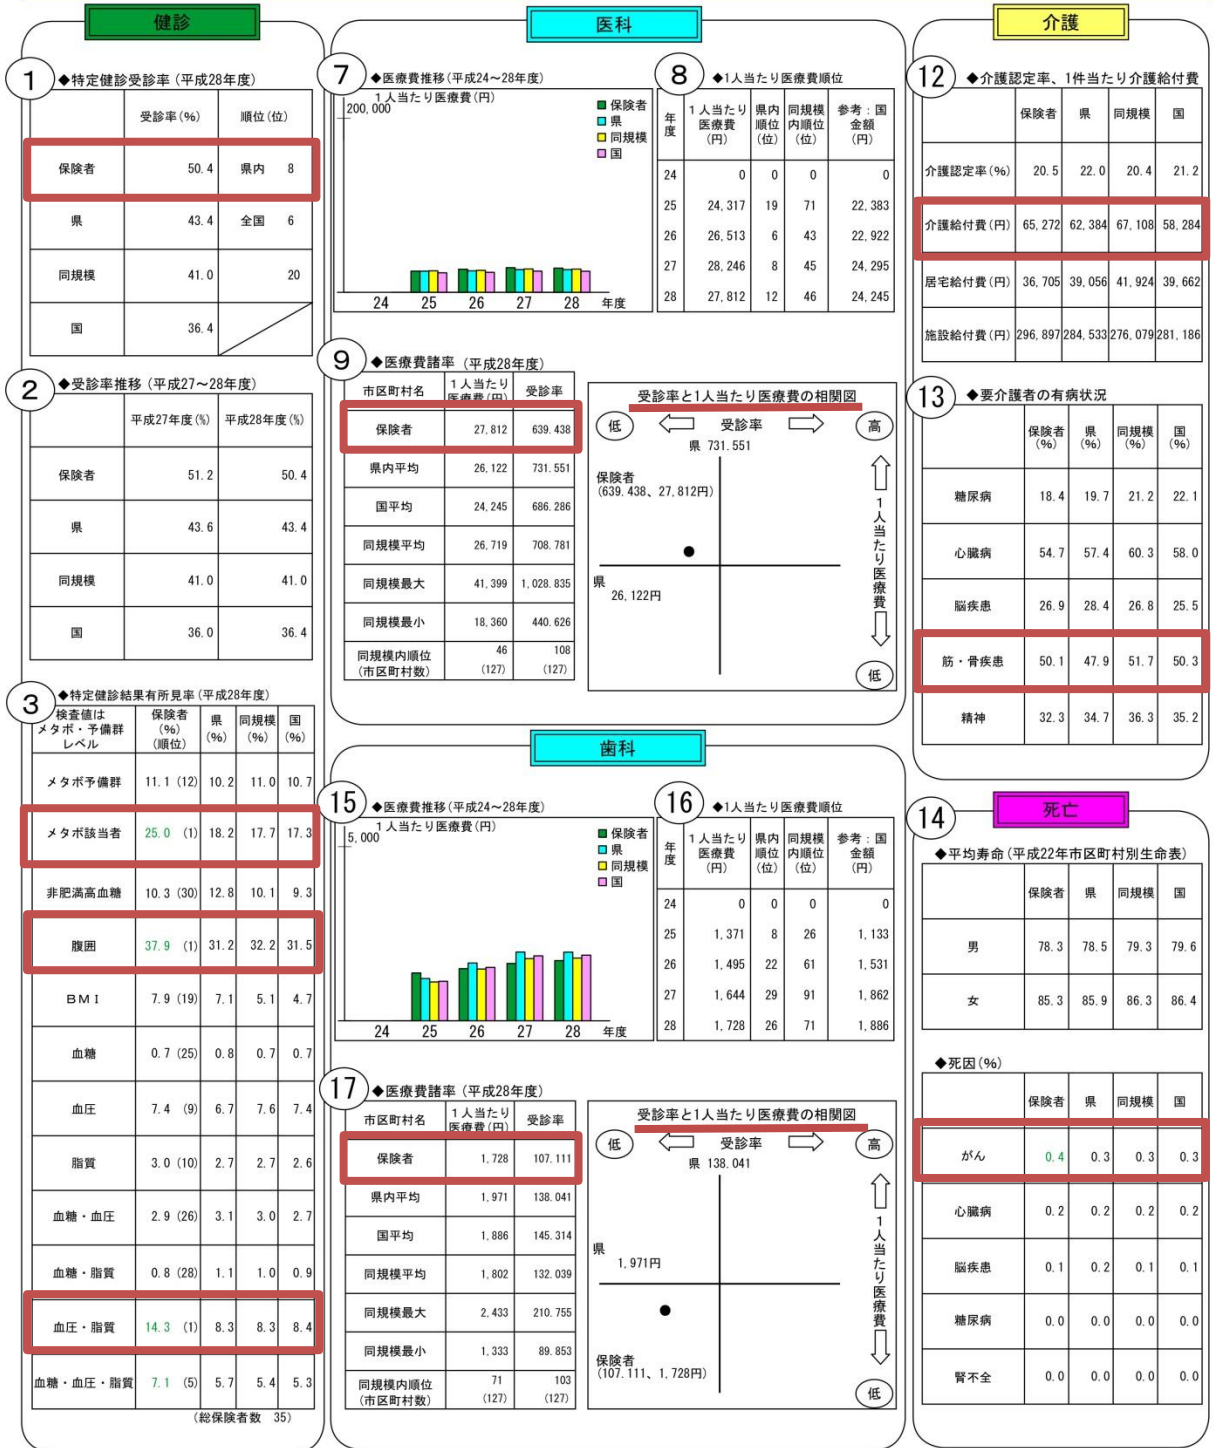 健診
① ◆特定健診受診率(平成28年度)
受診率(%) 順位(位)
保険者 50.4 県内 8
県 43.4 全国 6
同規模 41.0 20
国 36.4
② ◆受診率推移(平成27～28年度)
平成27年度(%) 平成28年度(%)
保険者 51.2 50.4
県 43.6 43.4
同規模 41.0 41.0
国 36.0 36.4
③ ◆特定健診結果有所見率(平成28年度)
検査値は メタボ・予備群 レベル 保険者(%)(順位) 県(%) 同規模(%) 国(%)
メタボ予備群 11.1 (12) 10.2 11.0 10.7
メタボ該当者 25.0 (1) 18.2 17.7 17.3
非肥満高血糖 10.3 (30) 12.8 10.1 9.3
腹囲 37.9 (1) 31.2 32.2 31.5
BMI 7.9 (19) 7.1 5.1 4.7
血糖 0.7 (25) 0.8 0.7 0.7
血圧 7.4 (9) 6.7 7.6 7.4
脂質 3.0 (10) 2.7 2.7 2.6
血糖・血圧 2.9 (26) 3.1 3.0 2.7
血糖・脂質 0.8 (28) 1.1 1.0 0.9
血圧・脂質 14.3 (1) 8.3 8.3 8.4
血糖・血圧・脂質 7.1 (5) 5.7 5.4 5.3
(総保険者数 35)
医科
⑦ ◆医療費推移(平成24～28年度)
1人当たり医療費(円)
200,000
保険者
県
同規模
国
24 25 26 27 28 年度
⑧ ◆1人当たり医療費順位
年度 1人当たり医療費(円) 県内順位(位) 同規模内順位(位) 参考:国金額(円)
24 0 0 0 0
25 24,317 19 71 22,383
26 26,513 6 43 22,922
27 28,246 8 45 24,295
28 27,812 12 46 24,245
⑨ ◆医療費諸率 (平成28年度)
市区町村名 1人当たり医療費(円) 受診率
保険者 27,812 639.438
県内平均 26,122 731.551
国平均 24,245 686.286
同規模平均 26,719 708.781
同規模最大 41,399 1,028.835
同規模最小 18,360 440.626
同規模内順位(市区町村数) 46(127) 108(127)
受診率と1人当たり医療費の相関図
低 受診率 高
県 731.551
保険者
(639.438、27,812円)
県
26,122円
1人当たり医療費
低
歯科
⑮ ◆医療費推移(平成24～28年度)
1人当たり医療費(円)
5,000
保険者
県
同規模
国
24 25 26 27 28 年度
⑯ ◆1人当たり医療費順位
年度 1人当たり医療費(円) 県内順位(位) 同規模内順位(位) 参考:国金額(円)
24 0 0 0 0
25 1,371 8 26 1,133
26 1,495 22 61 1,531
27 1,644 29 91 1,862
28 1,728 26 71 1,886
⑰ ◆医療費諸率 (平成28年度)
市区町村名 1人当たり医療費(円) 受診率
保険者 1,728 107.111
県内平均 1,971 138.041
国平均 1,886 145.314
同規模平均 1,802 132.039
同規模最大 2,433 210.755
同規模最小 1,333 89.853
同規模内順位(市区町村数) 71(127) 103(127)
受診率と1人当たり医療費の相関図
低 受診率 高
県 138.041
県
1,971円
保険者
(107.111、1,728円)
1人当たり医療費
低
介護
⑫ ◆介護認定率、1件当たり介護給付費
保険者 県 同規模 国
介護認定率(%) 20.5 22.0 20.4 21.2
介護給付費(円) 65,272 62,384 67,108 58,284
居宅給付費(円) 36,705 39,056 41,924 39,662
施設給付費(円) 296,897 284,533 276,079 281,186
⑬ ◆要介護者の有病状況
保険者(%) 県(%) 同規模(%) 国(%)
糖尿病 18.4 19.7 21.2 22.1
心臓病 54.7 57.4 60.3 58.0
脳疾患 26.9 28.4 26.8 25.5
筋・骨疾患 50.1 47.9 51.7 50.3
精神 32.3 34.7 36.3 35.2
死亡
⑭ ◆平均寿命(平成22年市区町村別生命表)
保険者 県 同規模 国
男 78.3 78.5 79.3 79.6
女 85.3 85.9 86.3 86.4
◆死因(%)
保険者 県 同規模 国
がん 0.4 0.3 0.3 0.3
心臓病 0.2 0.2 0.2 0.2
脳疾患 0.1 0.2 0.1 0.1
糖尿病 0.0 0.0 0.0 0.0
腎不全 0.0 0.0 0.0 0.0